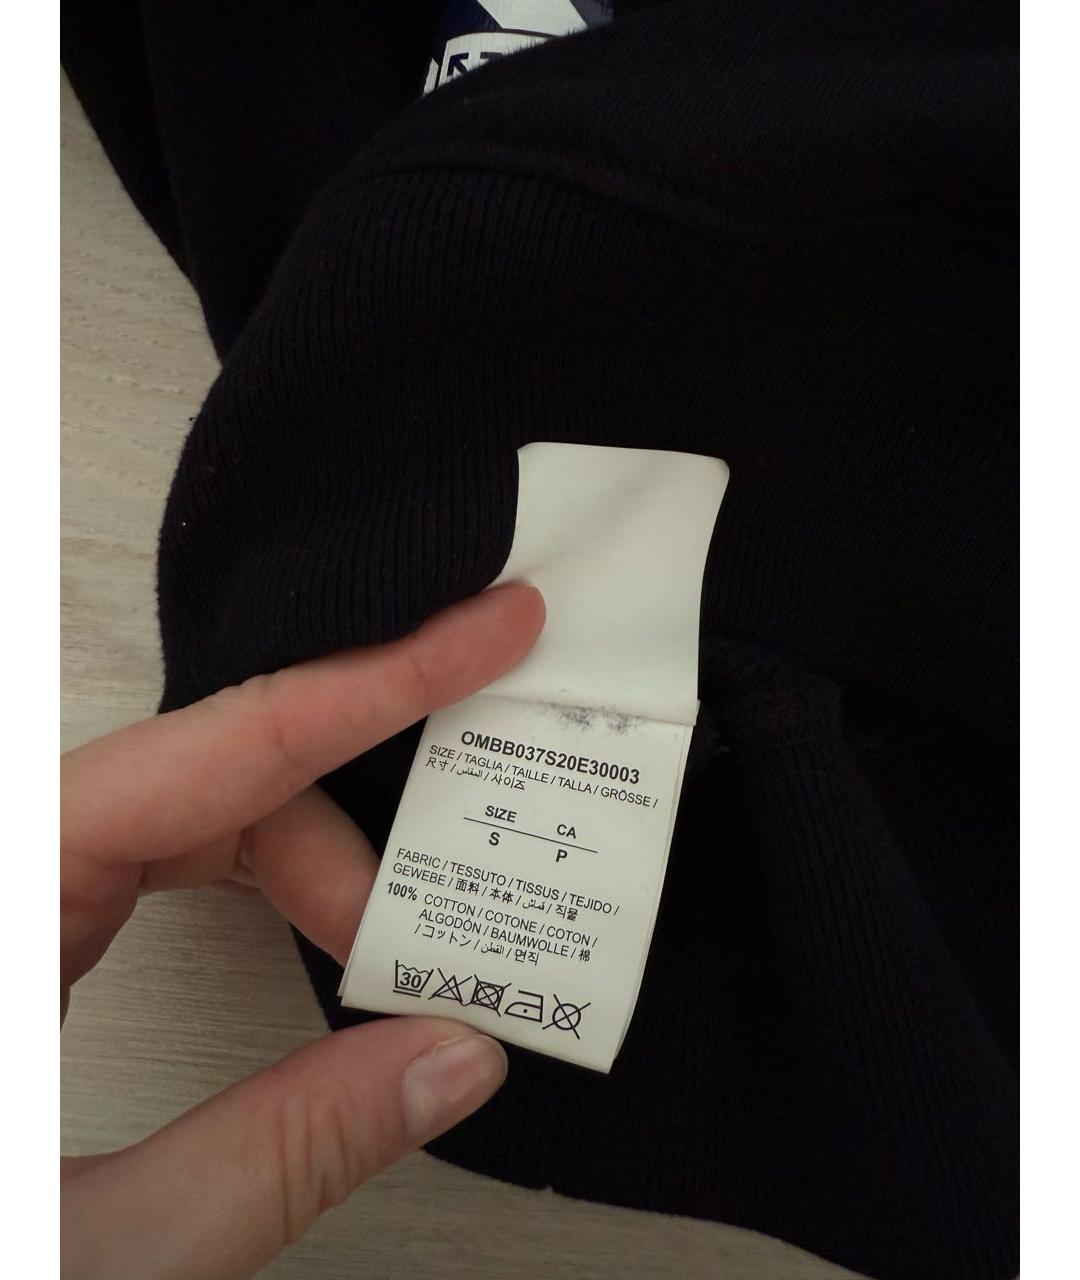 OMBB037S20E30003
SIZE / TAGLIA / TAILLE / TALLA / GRÖSSE /
尺寸 / المقاس / 사이즈
SIZE CA
S P
FABRIC / TESSUTO / TISSUS / TEJIDO /
GEWEBE / 面料 / 本体 / قماش / 직물
100% COTTON / COTONE / COTON /
ALGODÓN / BAUMWOLLE / 棉
/ コットン / القطن / 면직
30